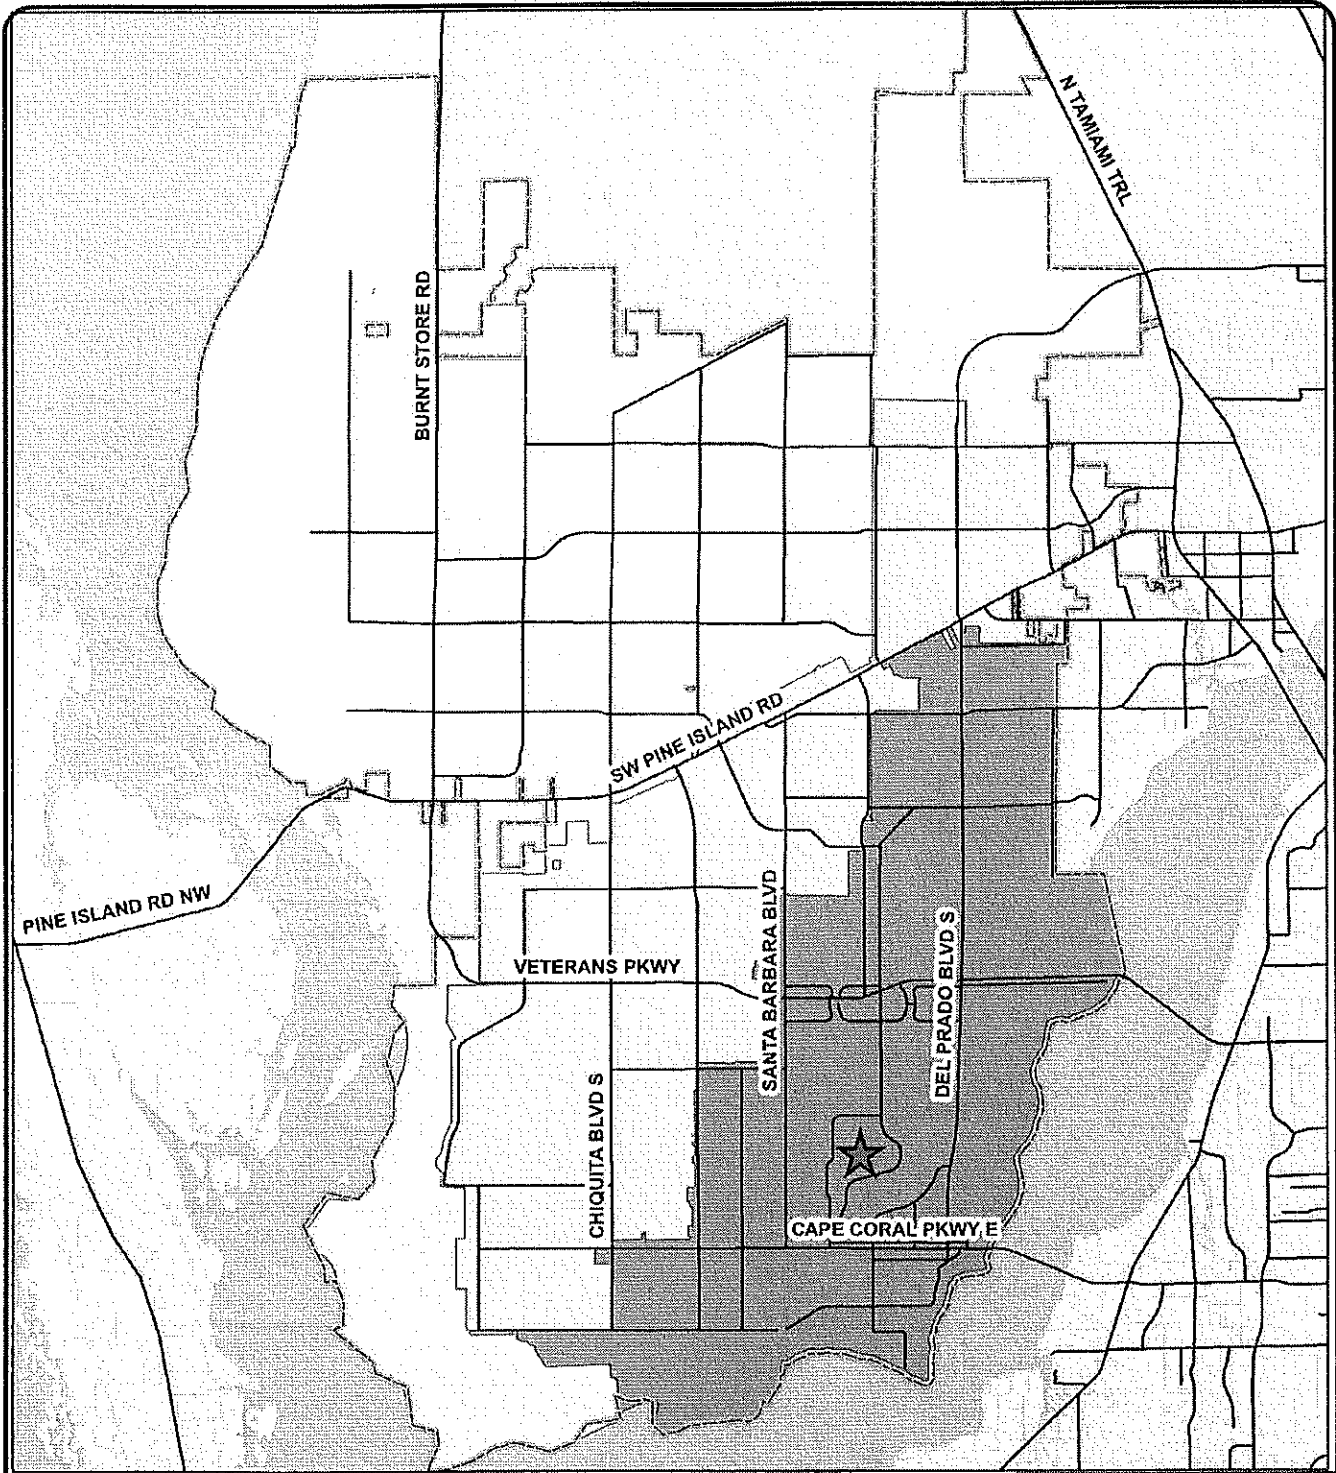 N TAMIAMI TRL
BURNT STORE RD
SW PINE ISLAND RD
PINE ISLAND RD NW
SANTA BARBARA BLVD
DEL PRADO BLVD S
VETERANS PKWY
CHIQUITA BLVD S
CAPE CORAL PKWY E